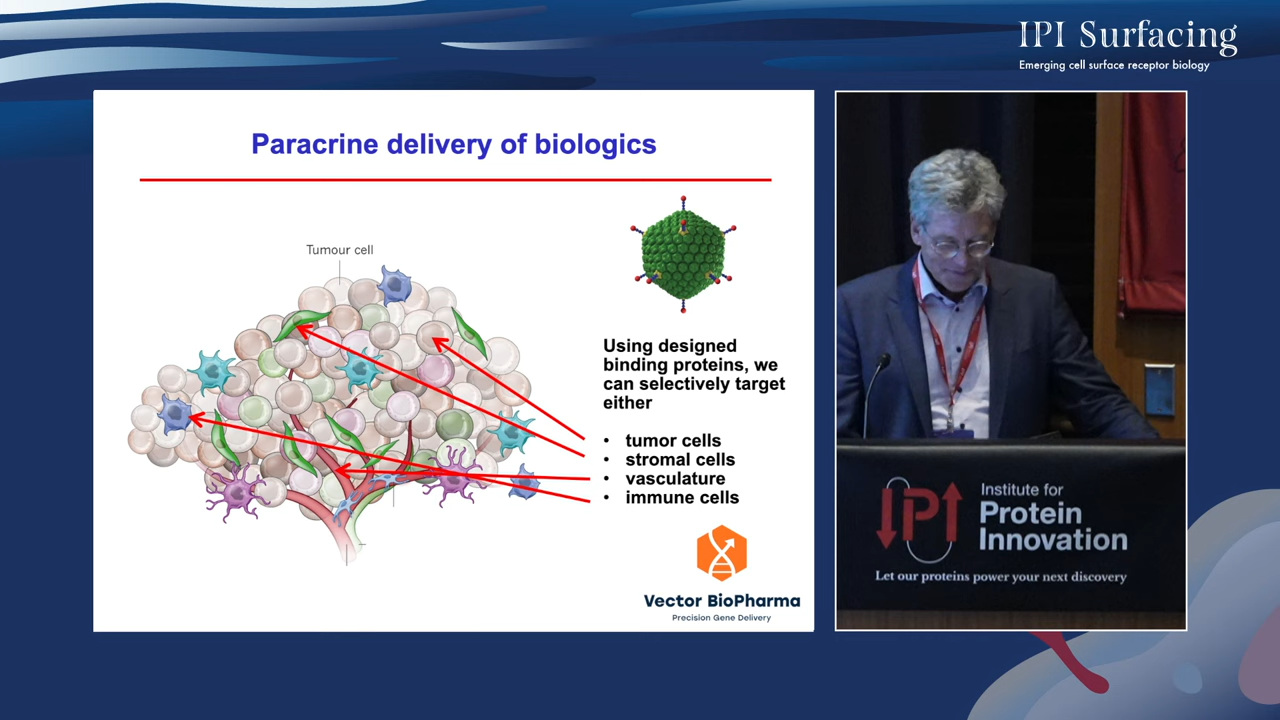 IPI Surfacing
Emerging cell surface receptor biology
Paracrine delivery of biologics
Tumour cell
Using designed
binding proteins, we
can selectively target
either
• tumor cells
• stromal cells
• vasculature
• immune cells
Vector BioPharma
Precision Gene Delivery
IPI
Institute for
Protein
Innovation
Let our proteins power your next discovery